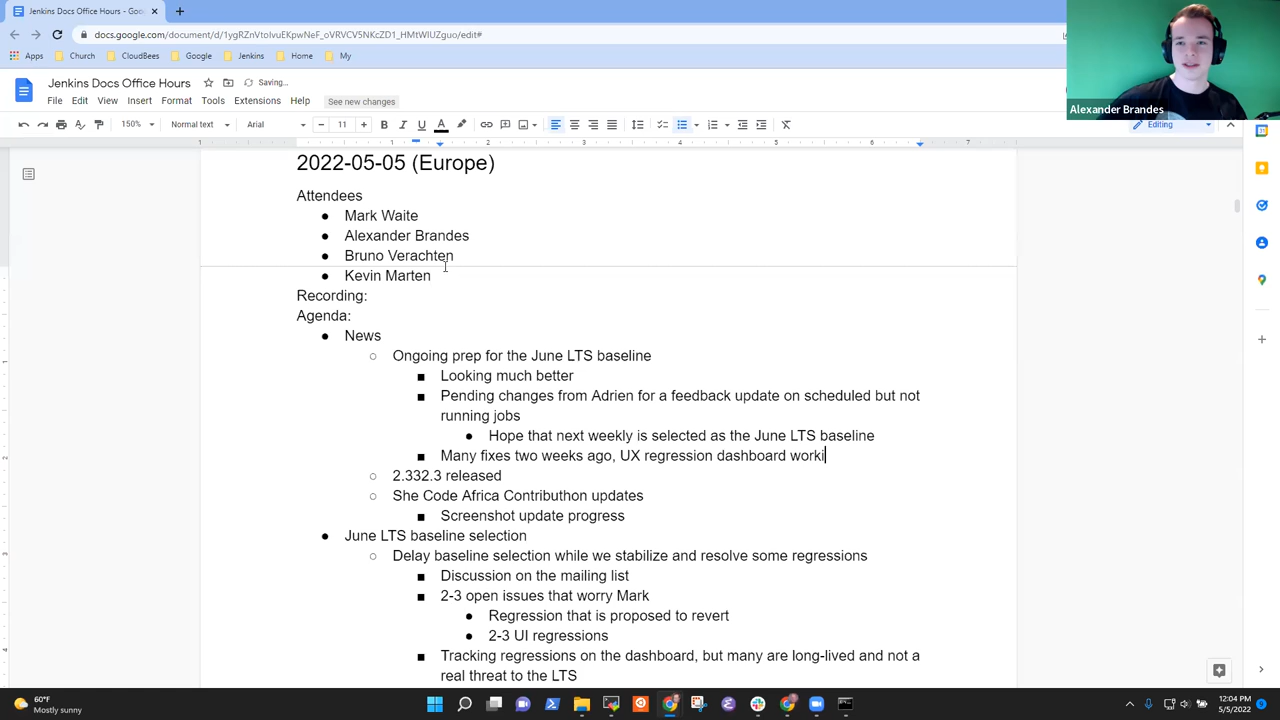 Jenkins Docs Office Hours
docs.google.com/document/d/1ygRZnVtoIvuEKpwNeF_oVRVCV5NKcZD1_HMtWIUZguo/edit#
Apps Church CloudBees Google Jenkins Home My
Alexander Brandes
Jenkins Docs Office Hours Saving...
File Edit View Insert Format Tools Extensions Help See new changes
150% Normal text Arial 11 Editing
2022-05-05 (Europe)
Attendees
● Mark Waite
● Alexander Brandes
● Bruno Verachten
● Kevin Marten
Recording:
Agenda:
● News
○ Ongoing prep for the June LTS baseline
■ Looking much better
■ Pending changes from Adrien for a feedback update on scheduled but not
running jobs
● Hope that next weekly is selected as the June LTS baseline
■ Many fixes two weeks ago, UX regression dashboard worki
○ 2.332.3 released
○ She Code Africa Contributhon updates
■ Screenshot update progress
● June LTS baseline selection
○ Delay baseline selection while we stabilize and resolve some regressions
■ Discussion on the mailing list
■ 2-3 open issues that worry Mark
● Regression that is proposed to revert
● 2-3 UI regressions
■ Tracking regressions on the dashboard, but many are long-lived and not a
real threat to the LTS
60°F
Mostly sunny
12:04 PM
5/5/2022